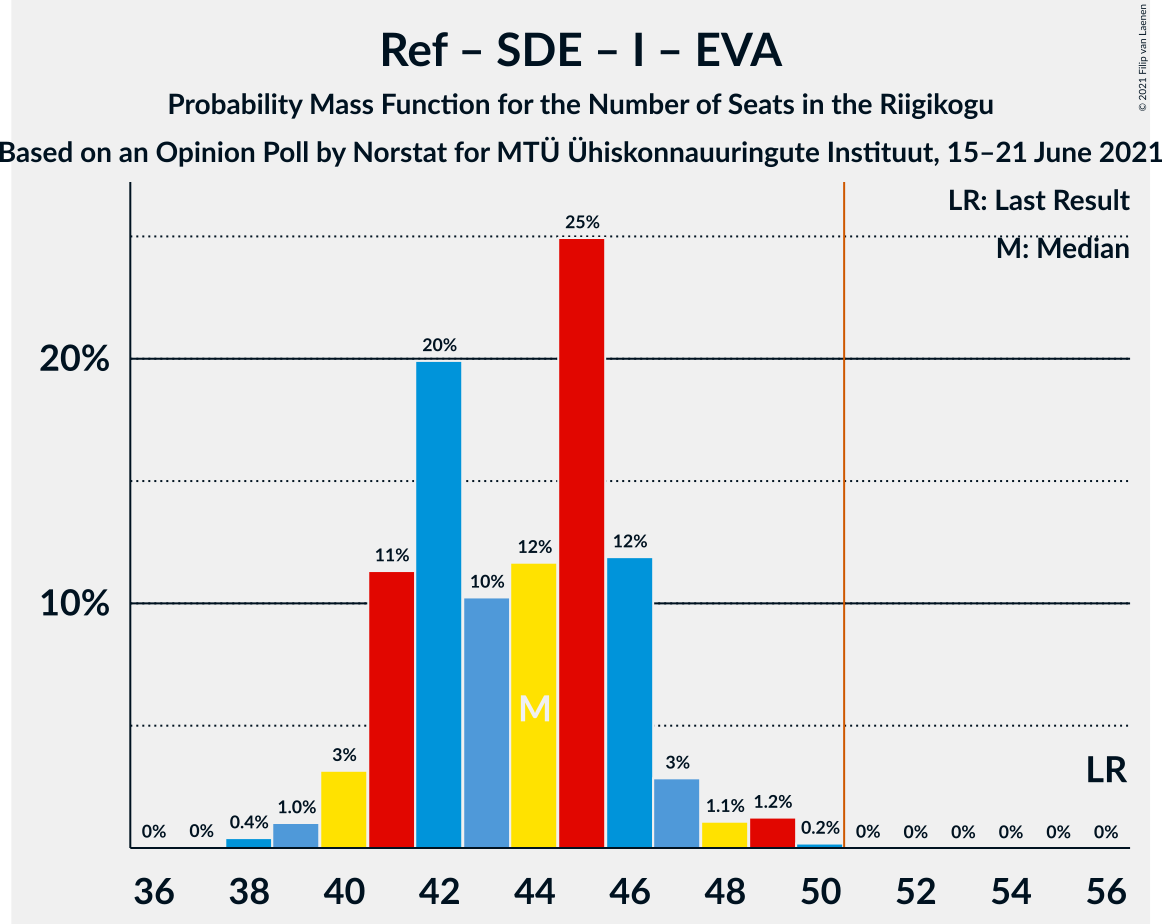 Ref – SDE – I – EVA
Probability Mass Function for the Number of Seats in the Riigikogu
Based on an Opinion Poll by Norstat for MTÜ Ühiskonnauuringute Instituut, 15–21 June 2021
© 2021 Filip van Laenen
LR: Last Result
M: Median
25%
20%
20%
12%
12%
11%
10%
10%
M
3%
3%
LR
0% 0% 0.4% 1.0% 1.1% 1.2% 0.2% 0% 0% 0% 0% 0% 0%
36 38 40 42 44 46 48 50 52 54 56